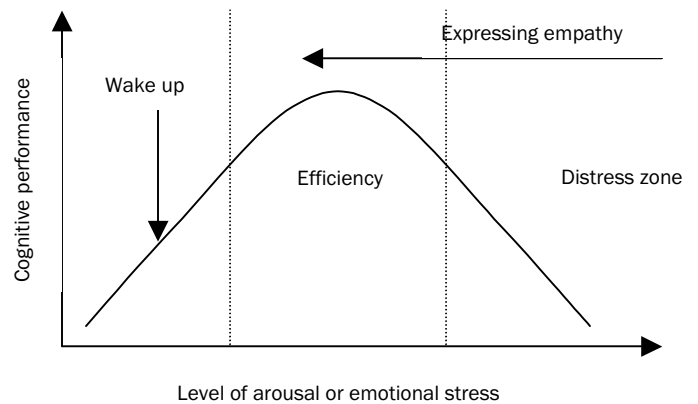 Expressing empathy
Wake up
Cognitive performance
Efficiency
Distress zone
Level of arousal or emotional stress